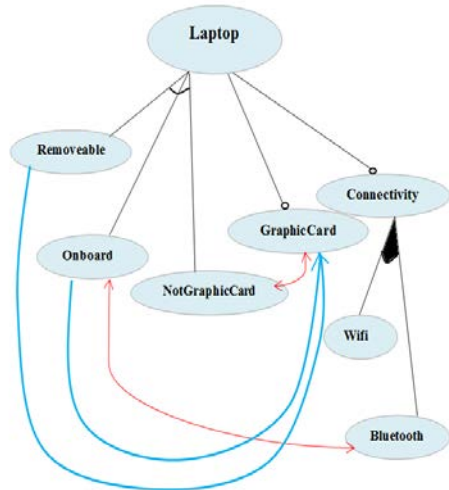 Laptop
Removeable
Connectivity
GraphicCard
Onboard
NotGraphicCard
Wifi
Bluetooth